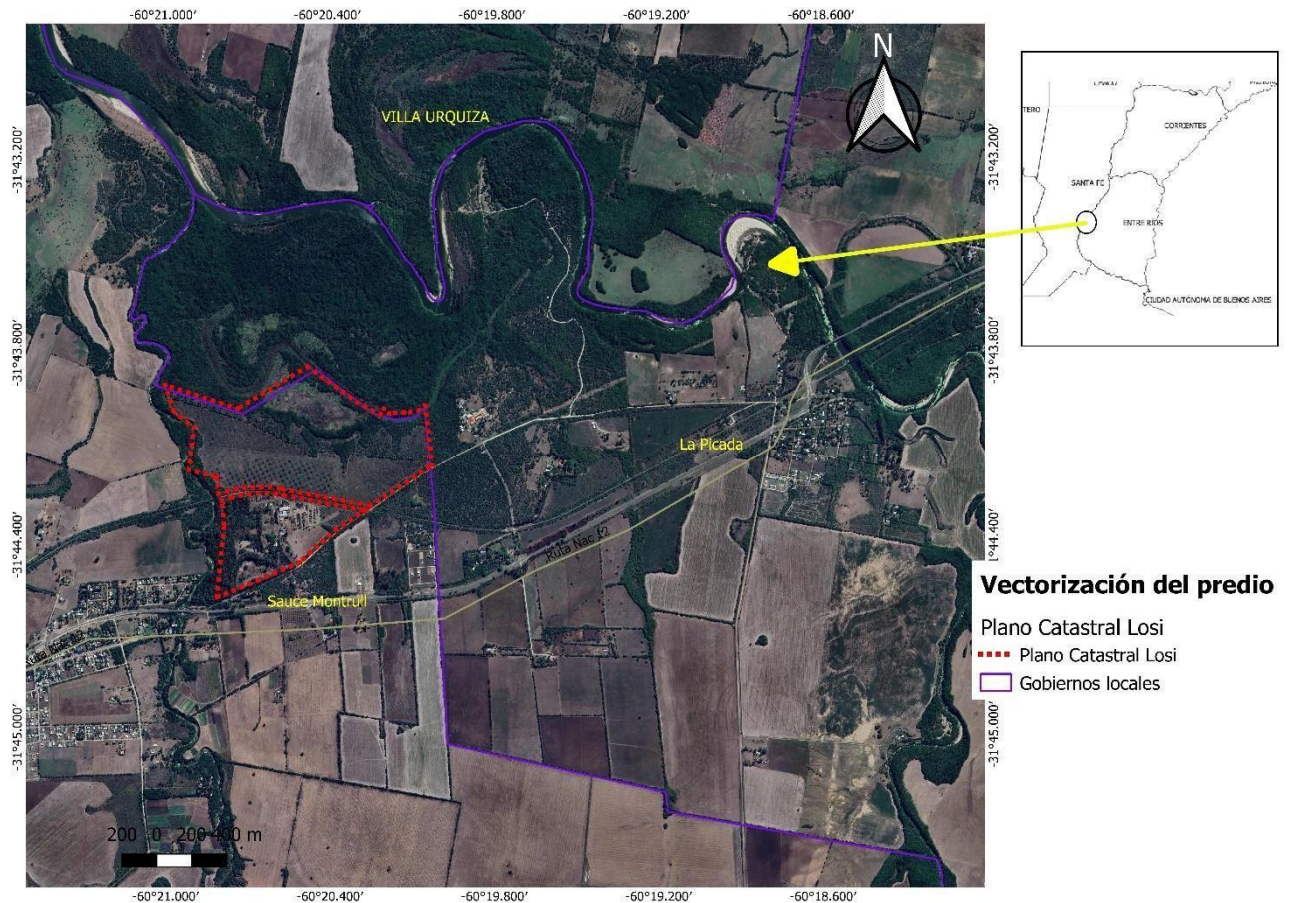 -60°21.000' -60°20.400' -60°19.800' -60°19.200' -60°18.600'
N
VILLA URQUIZA
-31°43.200'
-31°43.200'
TERO
CORRIENTES
SANTA FE
ENTRE RÍOS
CIUDAD AUTÓNOMA DE BUENOS AIRES
-31°43.800'
-31°43.800'
La Picada
-31°44.400'
-31°44.400'
Ruta Nac 12
Sauce Montrull
Vectorización del predio
Plano Catastral Losi
Plano Catastral Losi
Gobiernos locales
-31°45.000'
-31°45.000'
200 0 200 400 m
-60°21.000' -60°20.400' -60°19.800' -60°19.200' -60°18.600'